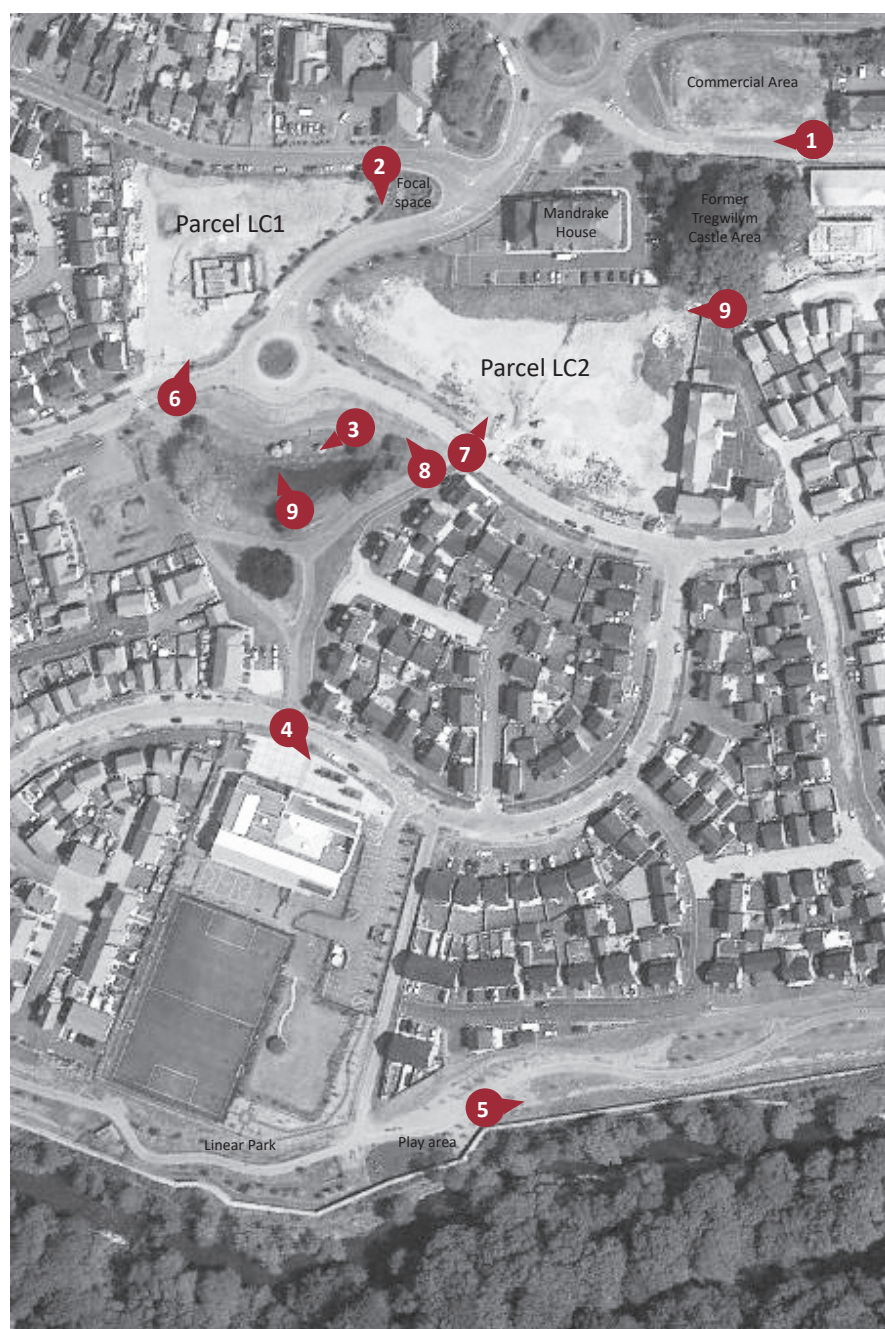 Commercial Area
1
2
Focal
space
Former
Tregwilym
Castle Area
Mandrake
House
Parcel LC1
9
Parcel LC2
6
3
7
8
9
4
5
Linear Park
Play area